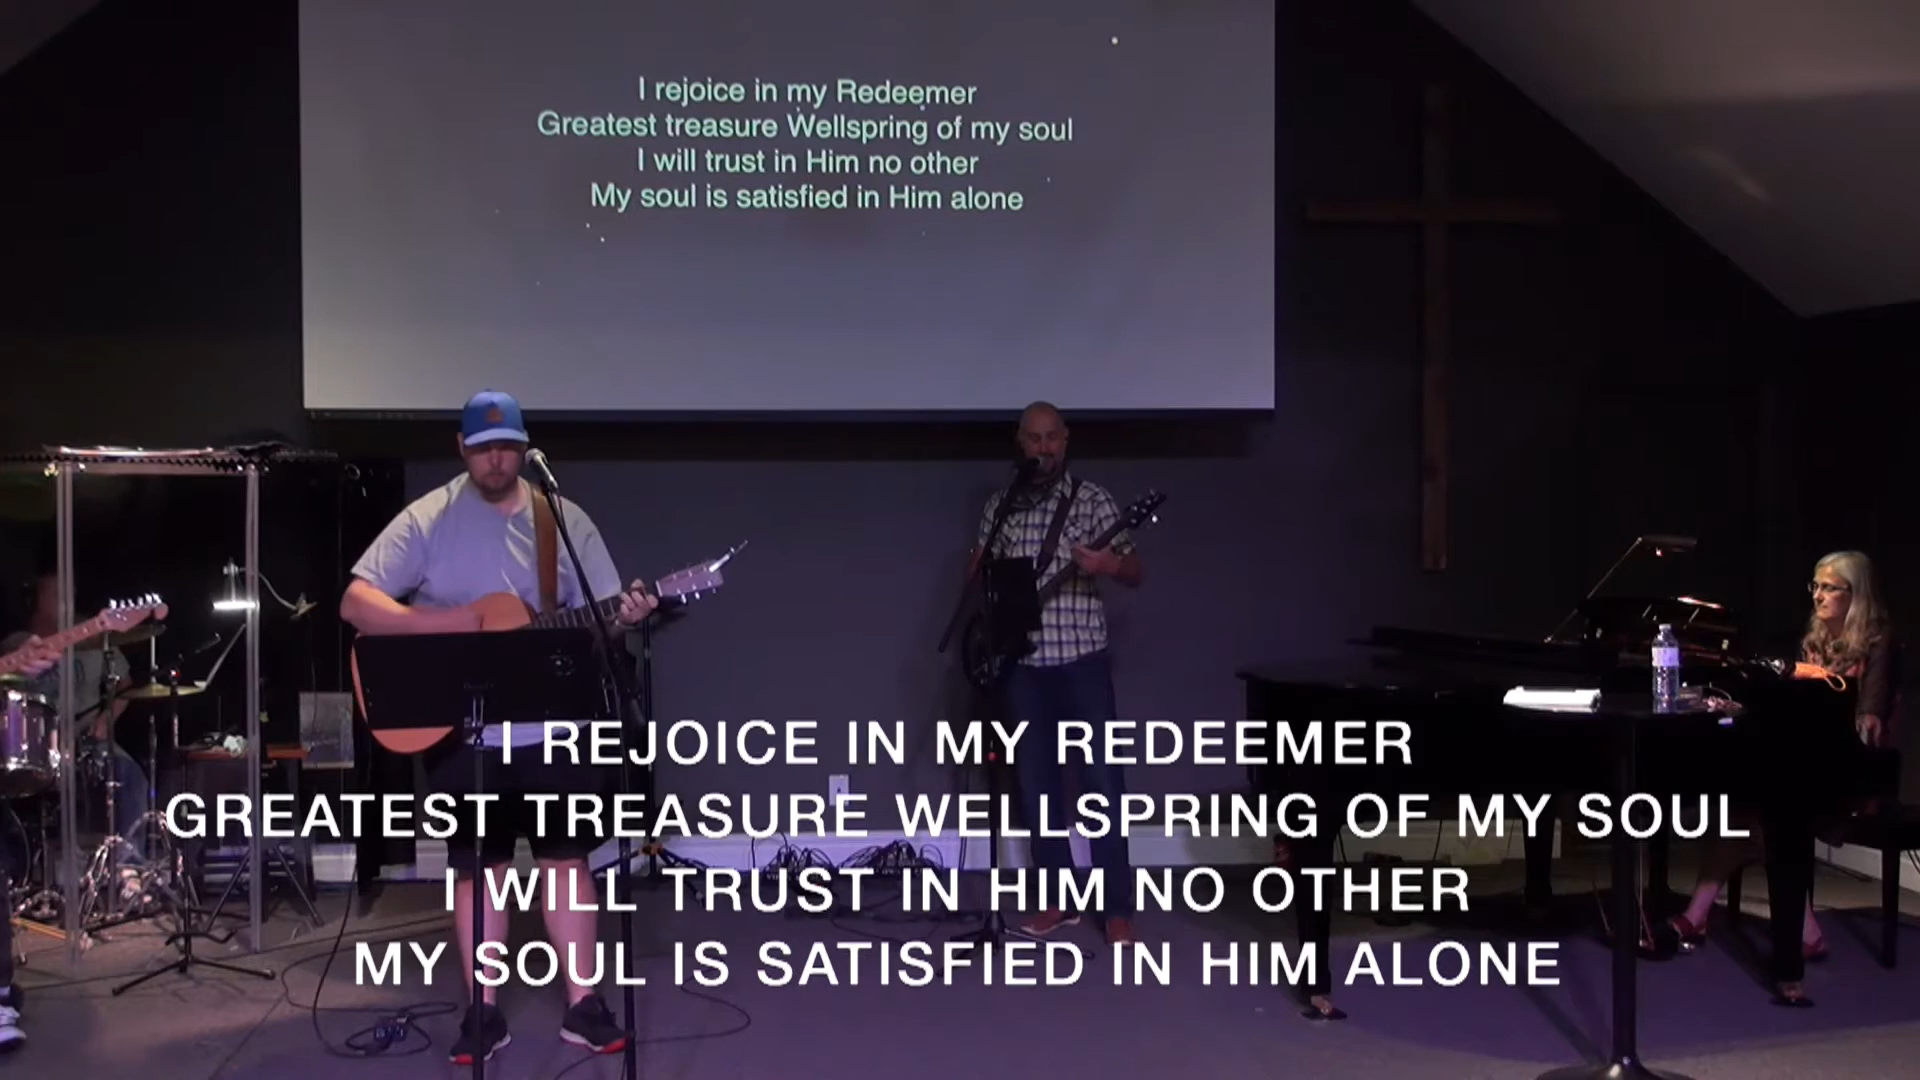 I rejoice in my Redeemer
Greatest treasure Wellspring of my soul
I will trust in Him no other
My soul is satisfied in Him alone
I REJOICE IN MY REDEEMER
GREATEST TREASURE WELLSPRING OF MY SOUL
I WILL TRUST IN HIM NO OTHER
MY SOUL IS SATISFIED IN HIM ALONE